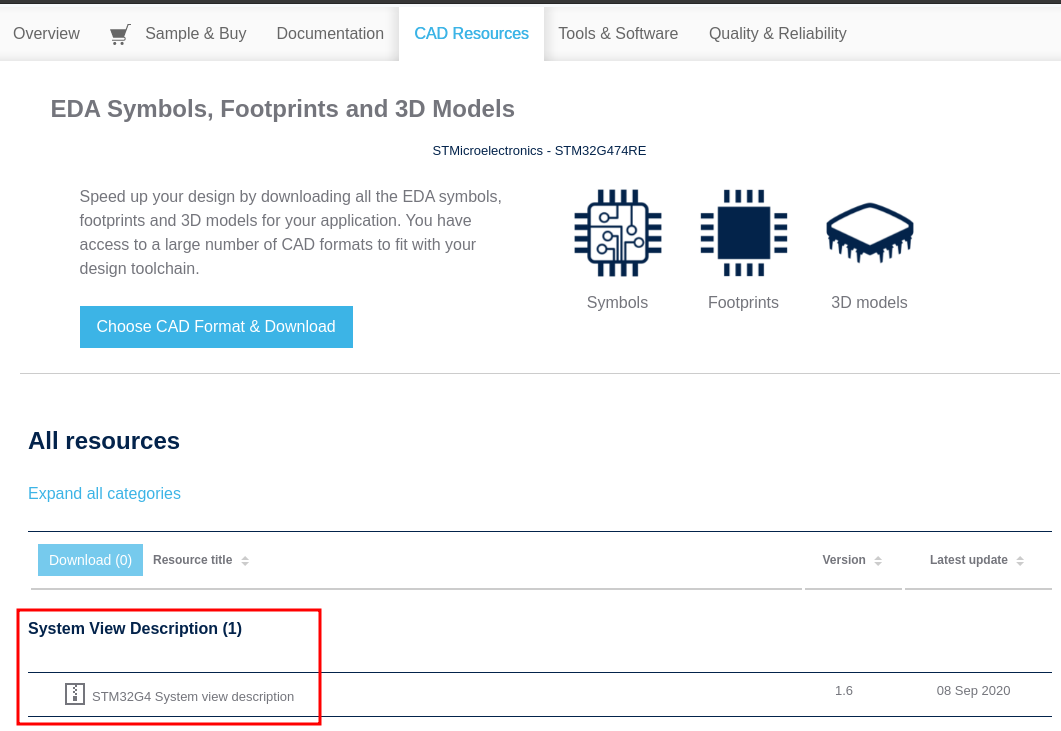 Overview Sample & Buy Documentation CAD Resources Tools & Software Quality & Reliability
EDA Symbols, Footprints and 3D Models
STMicroelectronics - STM32G474RE
Speed up your design by downloading all the EDA symbols,
footprints and 3D models for your application. You have
access to a large number of CAD formats to fit with your
design toolchain.
Choose CAD Format & Download
Symbols Footprints 3D models
All resources
Expand all categories
Download (0) Resource title Version Latest update
System View Description (1)
STM32G4 System view description 1.6 08 Sep 2020